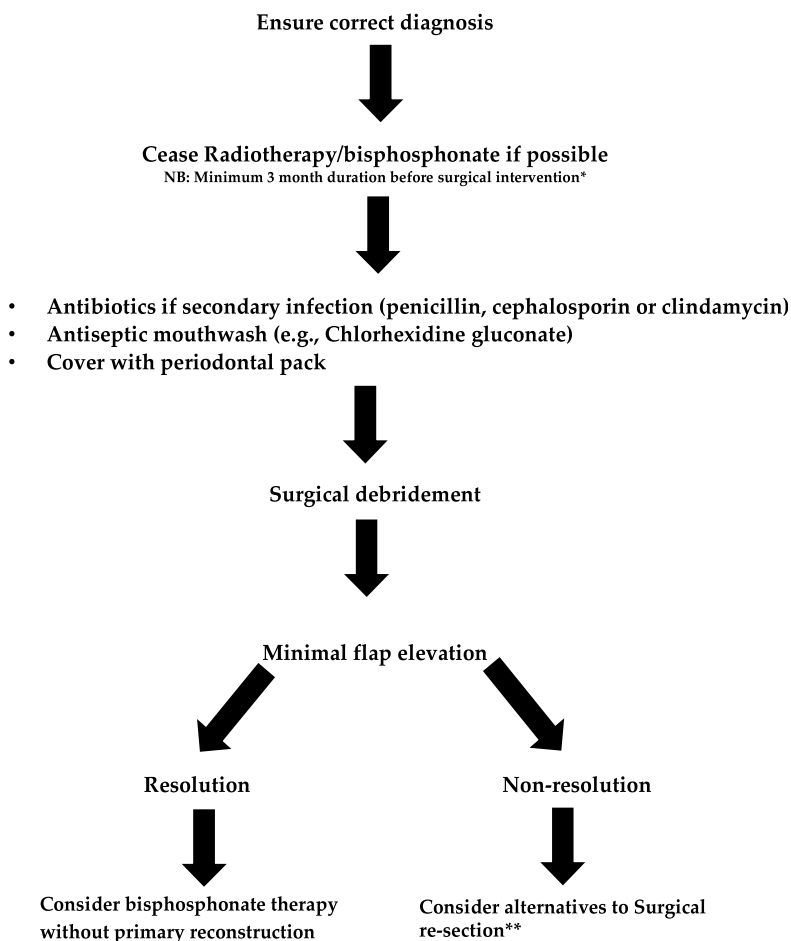 Ensure correct diagnosis
Cease Radiotherapy/bisphosphonate if possible
NB: Minimum 3 month duration before surgical intervention*
• Antibiotics if secondary infection (penicillin, cephalosporin or clindamycin)
• Antiseptic mouthwash (e.g., Chlorhexidine gluconate)
• Cover with periodontal pack
Surgical debridement
Minimal flap elevation
Resolution
Non-resolution
Consider bisphosphonate therapy
without primary reconstruction
Consider alternatives to Surgical
re-section**